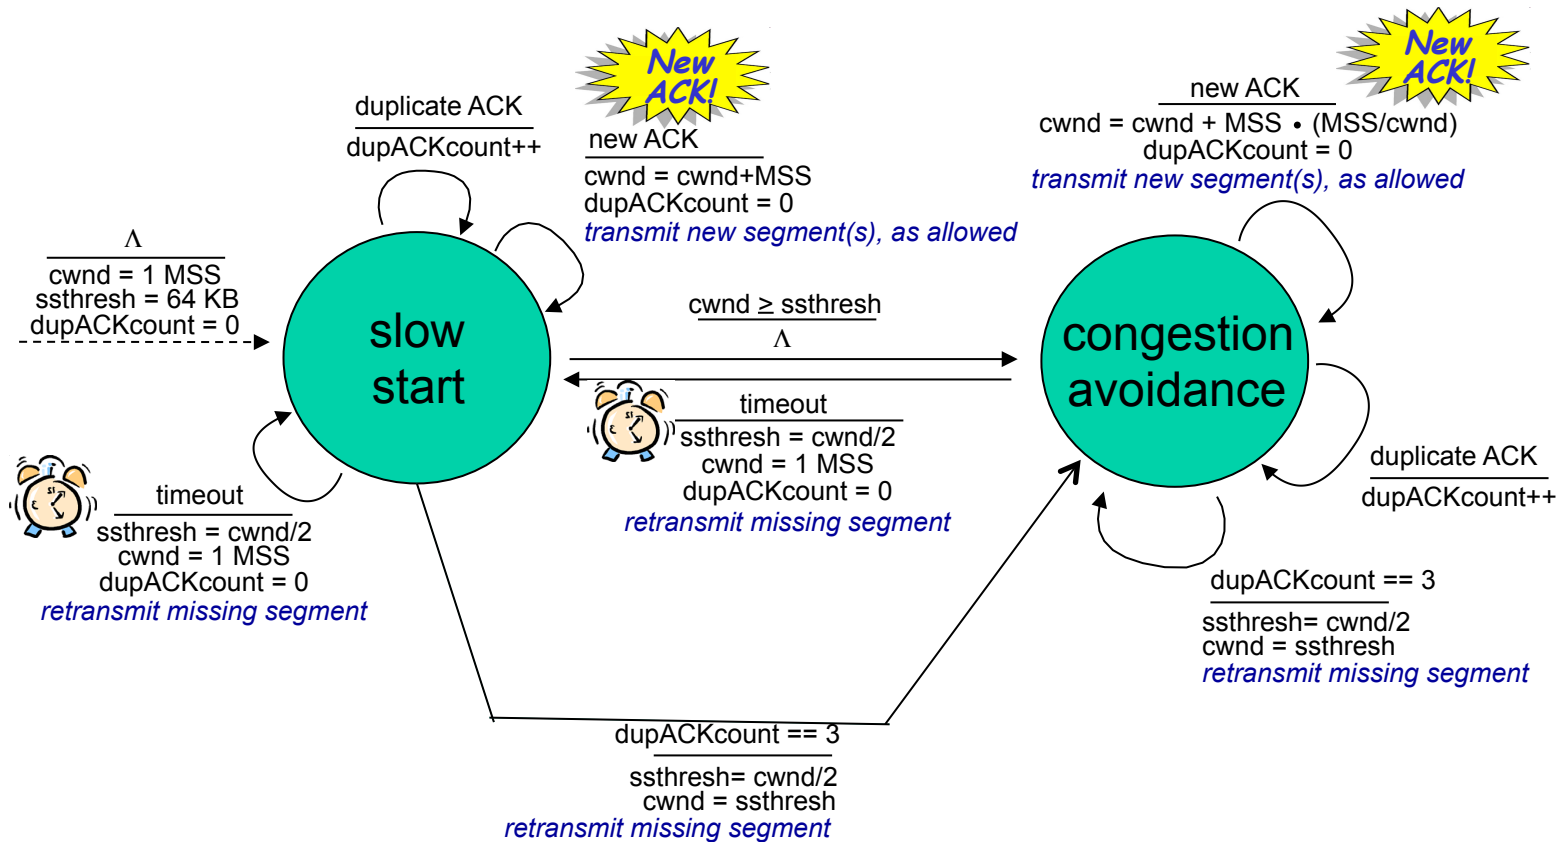 New
ACK!
New
ACK!
duplicate ACK
dupACKcount++
new ACK
cwnd = cwnd+MSS
dupACKcount = 0
transmit new segment(s), as allowed
new ACK
cwnd = cwnd + MSS • (MSS/cwnd)
dupACKcount = 0
transmit new segment(s), as allowed
Λ
cwnd = 1 MSS
ssthresh = 64 KB
dupACKcount = 0
slow
start
cwnd ≥ ssthresh
Λ
congestion
avoidance
timeout
ssthresh = cwnd/2
cwnd = 1 MSS
dupACKcount = 0
retransmit missing segment
timeout
ssthresh = cwnd/2
cwnd = 1 MSS
dupACKcount = 0
retransmit missing segment
duplicate ACK
dupACKcount++
dupACKcount == 3
ssthresh= cwnd/2
cwnd = ssthresh
retransmit missing segment
dupACKcount == 3
ssthresh= cwnd/2
cwnd = ssthresh
retransmit missing segment